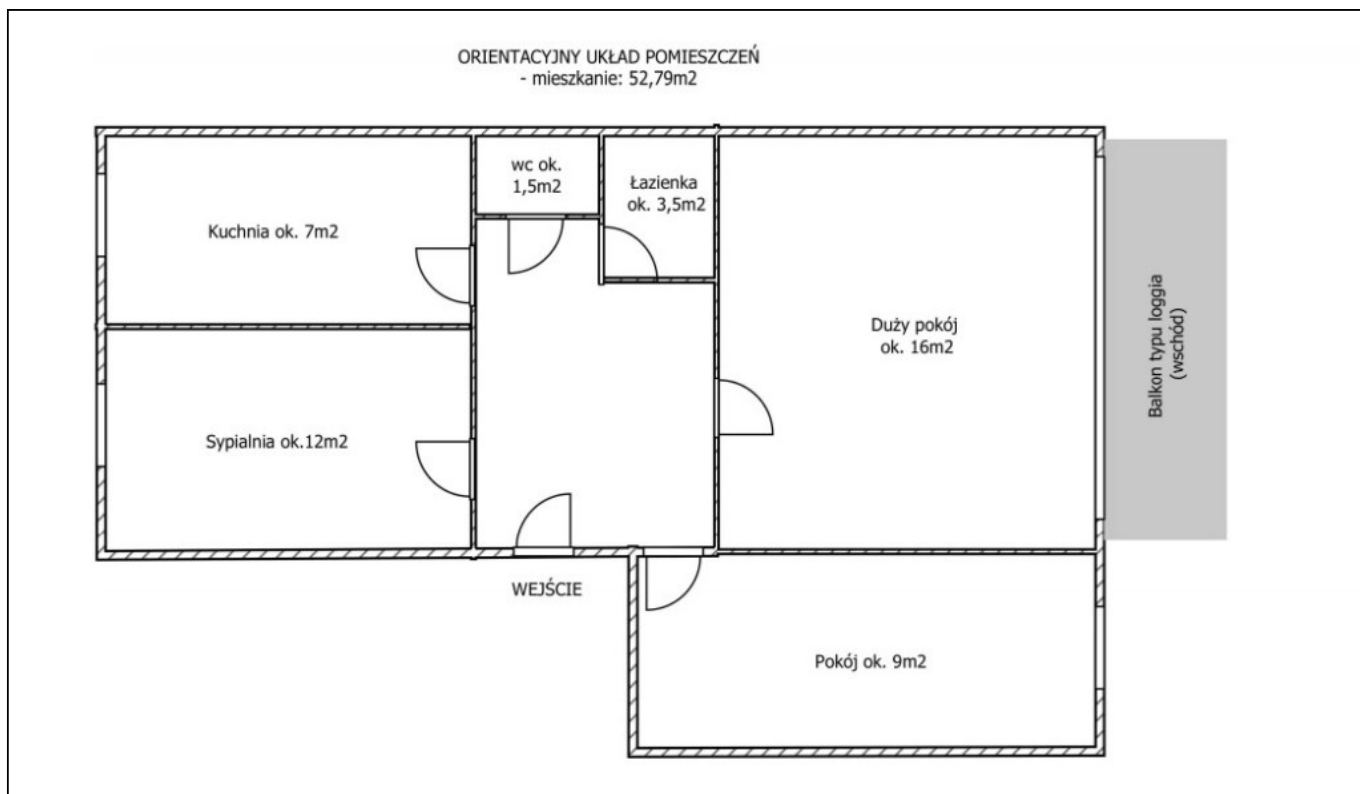 ORIENTACYJNY UKŁAD POMIESZCZEŃ
- mieszkanie: 52,79m2
wc ok.
1,5m2
Łazienka
ok. 3,5m2
Kuchnia ok. 7m2
Duży pokój
ok. 16m2
Balkon typu loggia
(wschód)
Sypialnia ok.12m2
WEJŚCIE
Pokój ok. 9m2